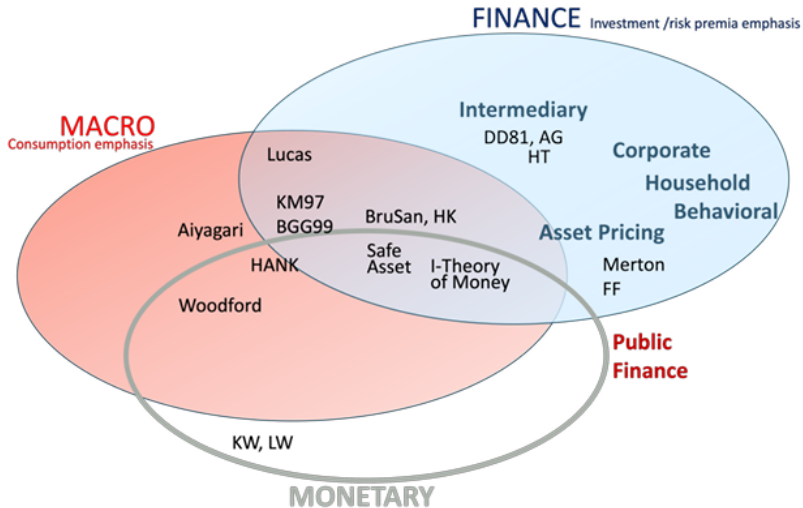 FINANCE Investment /risk premia emphasis
MACRO
Consumption emphasis
Intermediary
DD81, AG
HT
Corporate
Household
Behavioral
Lucas
KM97
BGG99
BruSan, HK
Aiyagari
Asset Pricing
Merton
FF
HANK
Safe
Asset
I-Theory
of Money
Woodford
Public
Finance
KW, LW
MONETARY